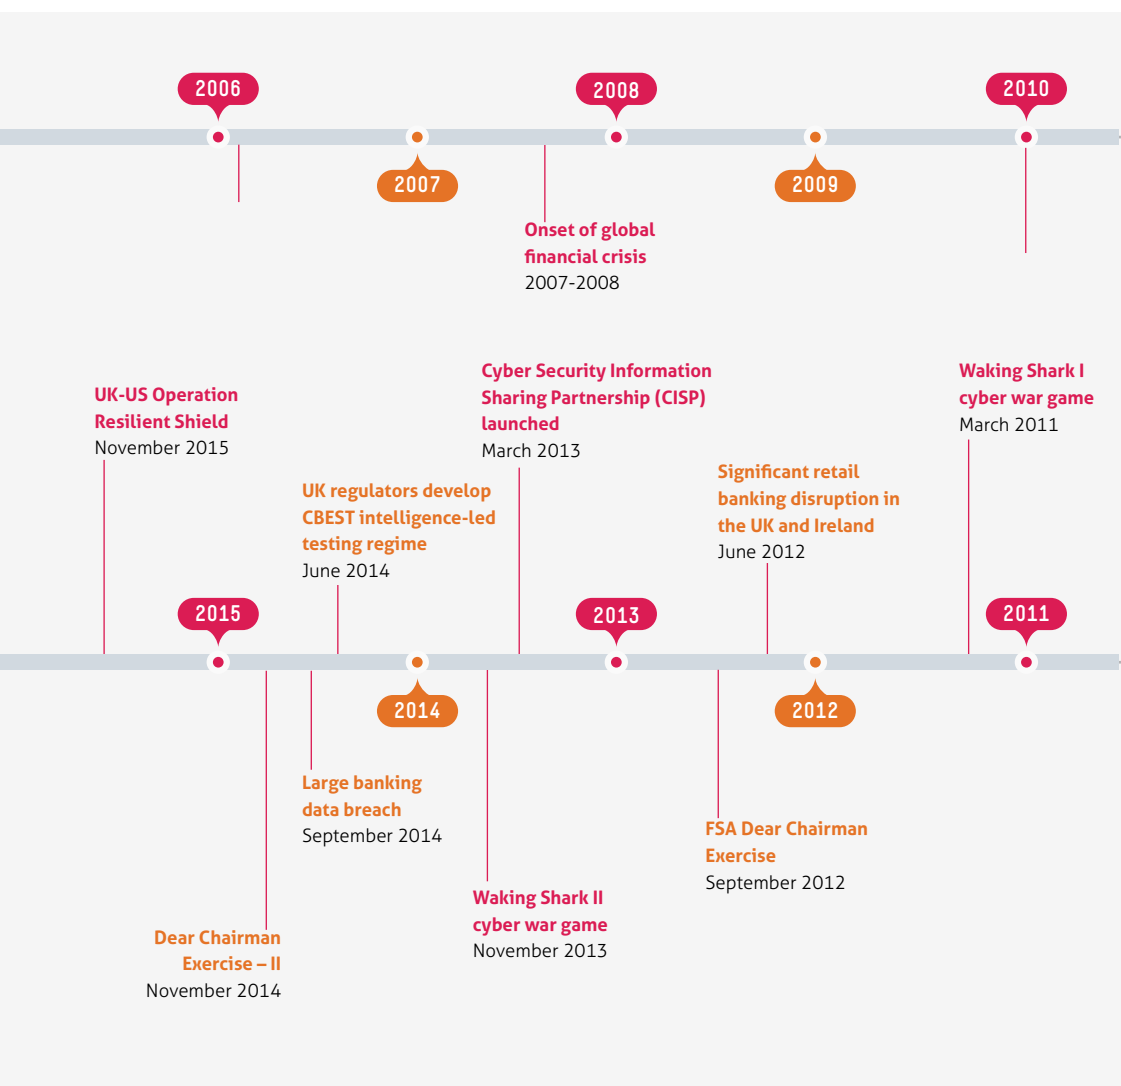 2006
2008
2010
2007
2009
Onset of global
financial crisis
2007-2008
UK-US Operation
Resilient Shield
November 2015
Cyber Security Information
Sharing Partnership (CISP)
launched
March 2013
Waking Shark I
cyber war game
March 2011
UK regulators develop
CBEST intelligence-led
testing regime
June 2014
Significant retail
banking disruption in
the UK and Ireland
June 2012
2015
2013
2011
2014
2012
Large banking
data breach
September 2014
FSA Dear Chairman
Exercise
September 2012
Waking Shark II
cyber war game
November 2013
Dear Chairman
Exercise – II
November 2014